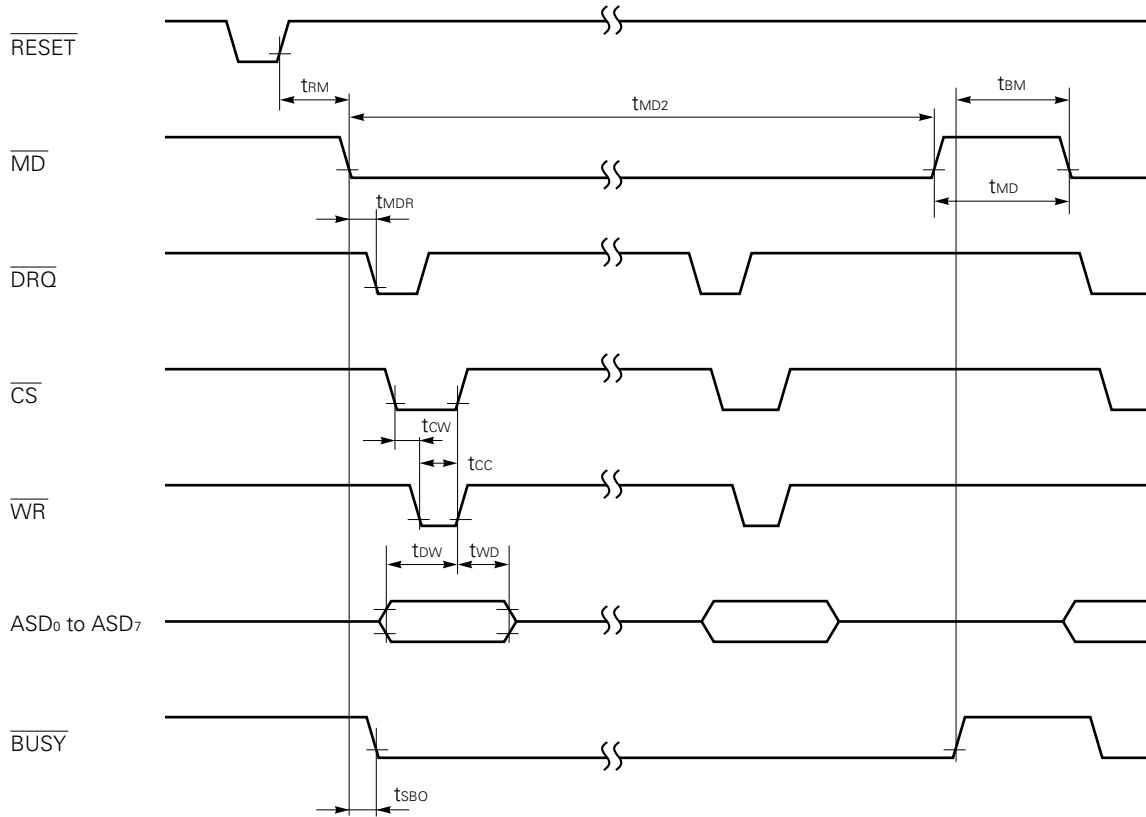 RESET
tRM
tMD2
tBM
MD
tMD
tMDR
DRQ
CS
tCW
tCC
WR
tDW
tWD
ASD0 to ASD7
BUSY
tSBO